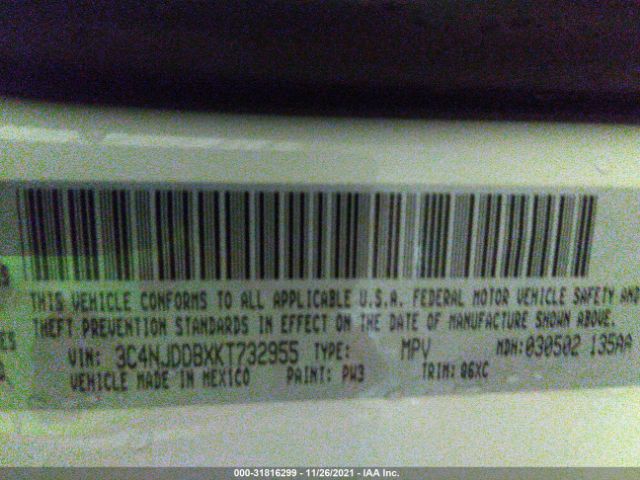 THIS VEHICLE CONFORMS TO ALL APPLICABLE U.S.A. FEDERAL MOTOR VEHICLE SAFETY AND
THEFT PREVENTION STANDARDS IN EFFECT ON THE DATE OF MANUFACTURE SHOWN ABOVE.
VIN: 3C4NJDDBXKT732955 TYPE: MPV MDH: 030502 135AA
VEHICLE MADE IN MEXICO PAINT: PW3 TRIM: Q6XC
000-31816299 - 11/26/2021 - IAA Inc.